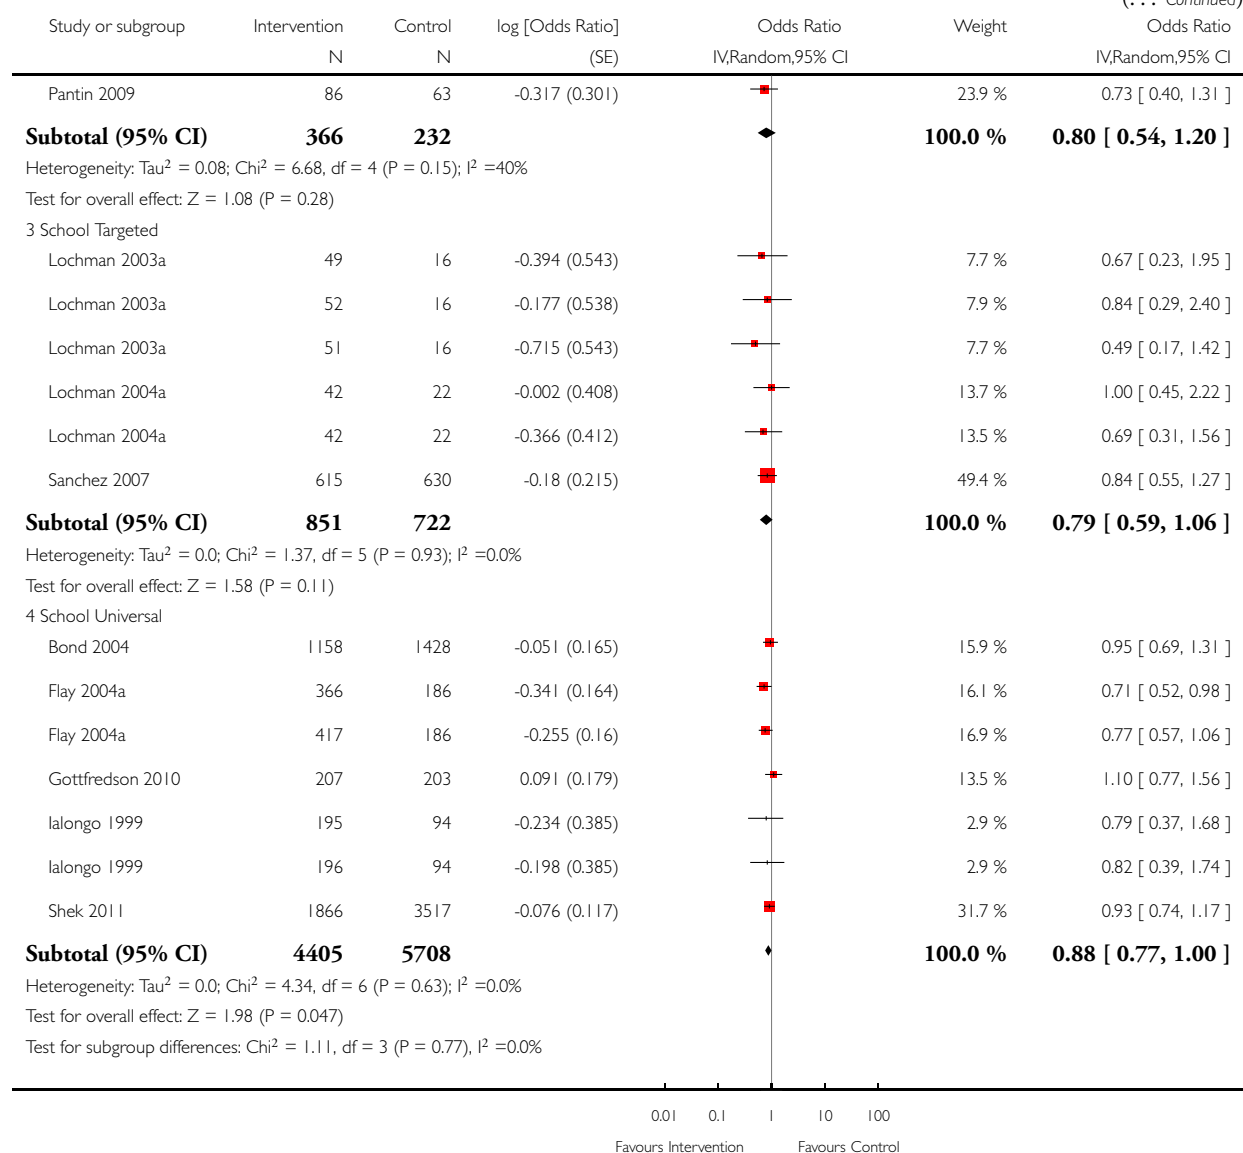 (. . . Continued)
Study or subgroup Intervention Control log [Odds Ratio] Odds Ratio Weight Odds Ratio
N N (SE) IV,Random,95% CI IV,Random,95% CI
Pantin 2009 86 63 -0.317 (0.301) 23.9 % 0.73 [ 0.40, 1.31 ]
Subtotal (95% CI) 366 232 100.0 % 0.80 [ 0.54, 1.20 ]
Heterogeneity: Tau² = 0.08; Chi² = 6.68, df = 4 (P = 0.15); I² =40%
Test for overall effect: Z = 1.08 (P = 0.28)
3 School Targeted
Lochman 2003a 49 16 -0.394 (0.543) 7.7 % 0.67 [ 0.23, 1.95 ]
Lochman 2003a 52 16 -0.177 (0.538) 7.9 % 0.84 [ 0.29, 2.40 ]
Lochman 2003a 51 16 -0.715 (0.543) 7.7 % 0.49 [ 0.17, 1.42 ]
Lochman 2004a 42 22 -0.002 (0.408) 13.7 % 1.00 [ 0.45, 2.22 ]
Lochman 2004a 42 22 -0.366 (0.412) 13.5 % 0.69 [ 0.31, 1.56 ]
Sanchez 2007 615 630 -0.18 (0.215) 49.4 % 0.84 [ 0.55, 1.27 ]
Subtotal (95% CI) 851 722 100.0 % 0.79 [ 0.59, 1.06 ]
Heterogeneity: Tau² = 0.0; Chi² = 1.37, df = 5 (P = 0.93); I² =0.0%
Test for overall effect: Z = 1.58 (P = 0.11)
4 School Universal
Bond 2004 1158 1428 -0.051 (0.165) 15.9 % 0.95 [ 0.69, 1.31 ]
Flay 2004a 366 186 -0.341 (0.164) 16.1 % 0.71 [ 0.52, 0.98 ]
Flay 2004a 417 186 -0.255 (0.16) 16.9 % 0.77 [ 0.57, 1.06 ]
Gottfredson 2010 207 203 0.091 (0.179) 13.5 % 1.10 [ 0.77, 1.56 ]
Ialongo 1999 195 94 -0.234 (0.385) 2.9 % 0.79 [ 0.37, 1.68 ]
Ialongo 1999 196 94 -0.198 (0.385) 2.9 % 0.82 [ 0.39, 1.74 ]
Shek 2011 1866 3517 -0.076 (0.117) 31.7 % 0.93 [ 0.74, 1.17 ]
Subtotal (95% CI) 4405 5708 100.0 % 0.88 [ 0.77, 1.00 ]
Heterogeneity: Tau² = 0.0; Chi² = 4.34, df = 6 (P = 0.63); I² =0.0%
Test for overall effect: Z = 1.98 (P = 0.047)
Test for subgroup differences: Chi² = 1.11, df = 3 (P = 0.77), I² =0.0%
0.01 0.1 1 10 100
Favours Intervention Favours Control